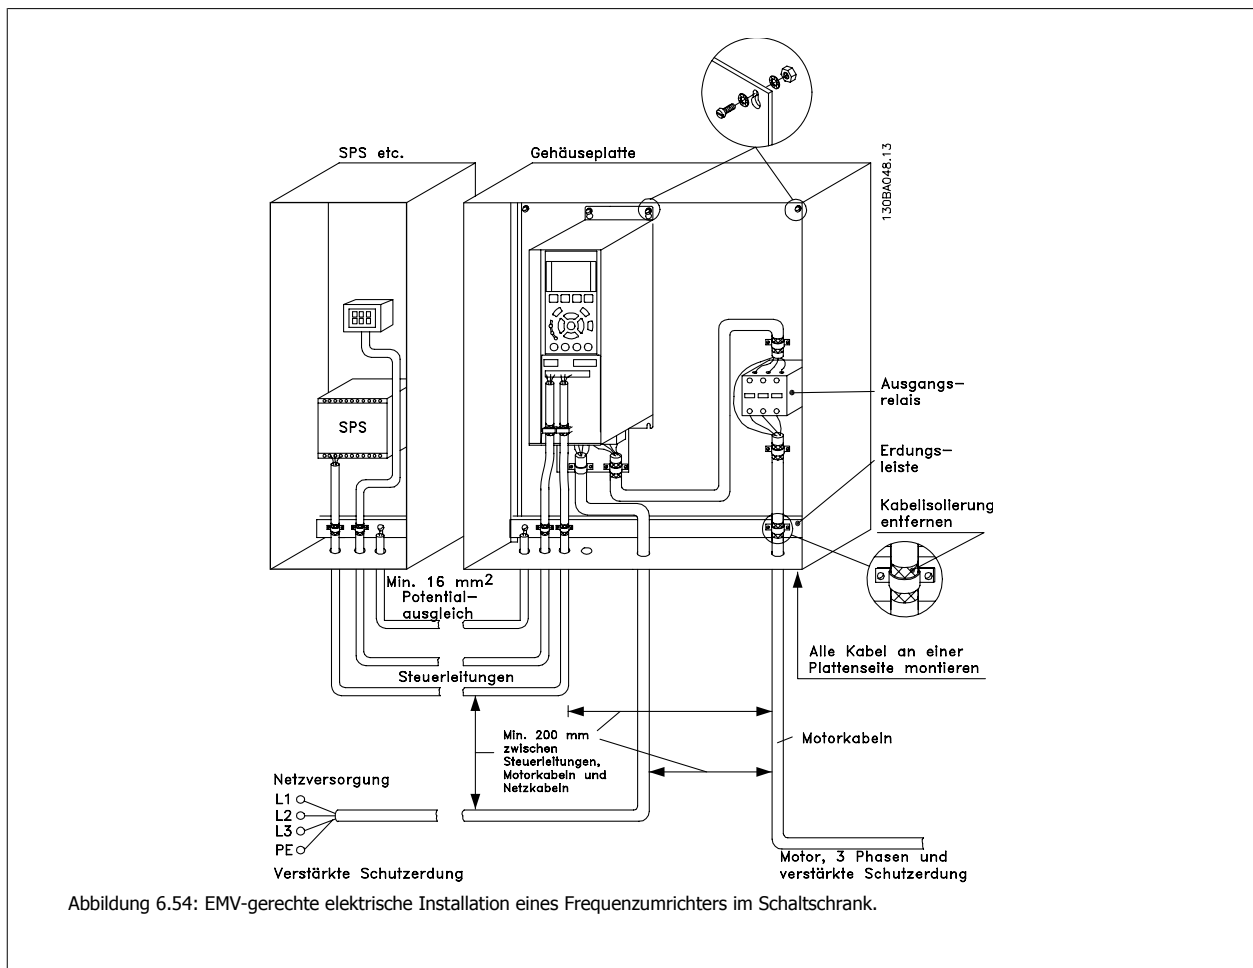 130BA048.13
SPS etc.
Gehäuseplatte
SPS
Ausgangs-
relais
Erdungs-
leiste
Kabelisolierung
entfernen
Min. 16 mm2
Potential-
ausgleich
Alle Kabel an einer
Plattenseite montieren
Steuerleitungen
Min. 200 mm
zwischen
Steuerleitungen,
Motorkabeln und
Netzkabeln
Motorkabeln
Netzversorgung
L1
L2
L3
PE
Verstärkte Schutzerdung
Motor, 3 Phasen und
verstärkte Schutzerdung
Abbildung 6.54: EMV-gerechte elektrische Installation eines Frequenzumrichters im Schaltschrank.